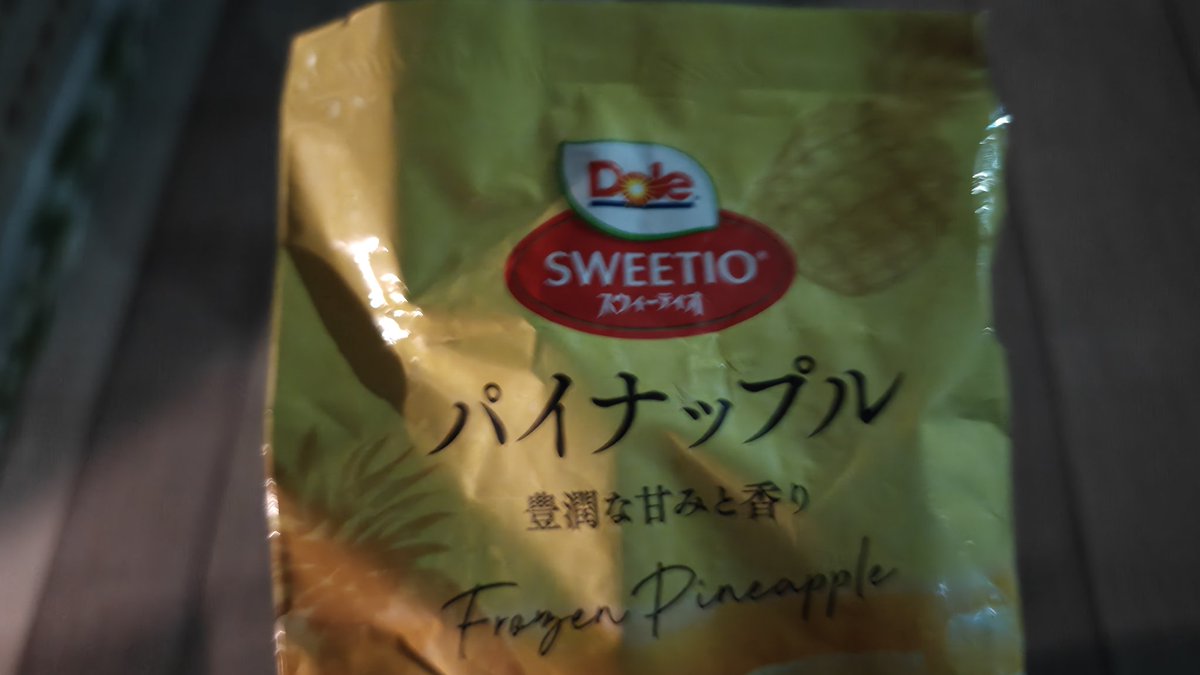 Dole
SWEETIO®
スウィーティオ
パイナップル
豊潤な甘みと香り
Frozen Pineapple